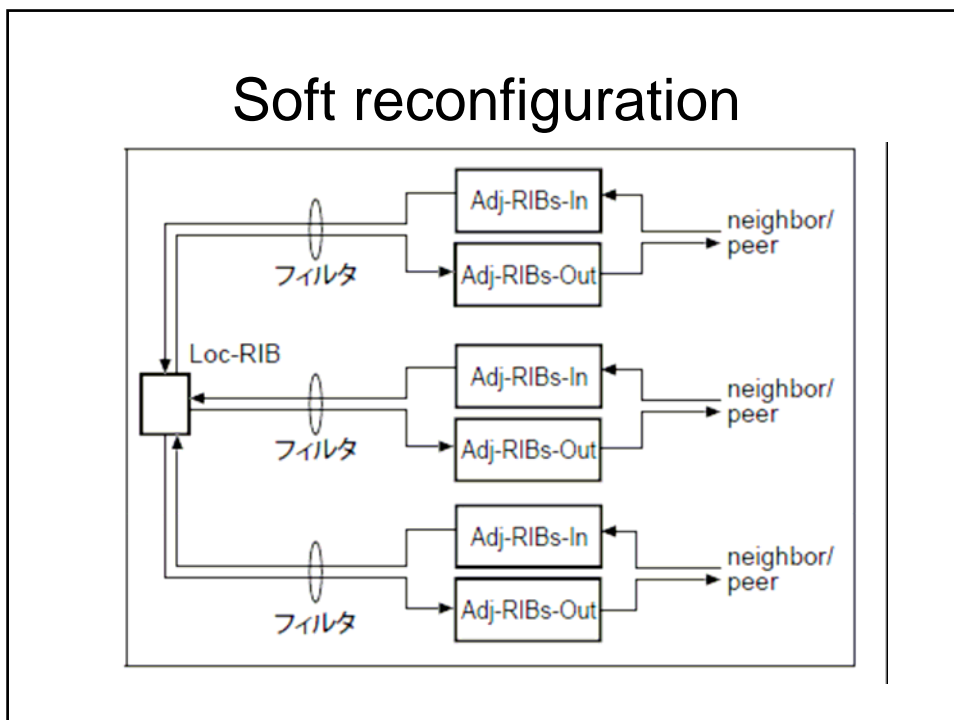 Soft reconfiguration
Adj-RIBs-In
neighbor/
peer
フィルタ
Adj-RIBs-Out
Loc-RIB
Adj-RIBs-In
neighbor/
peer
フィルタ
Adj-RIBs-Out
Adj-RIBs-In
neighbor/
peer
フィルタ
Adj-RIBs-Out